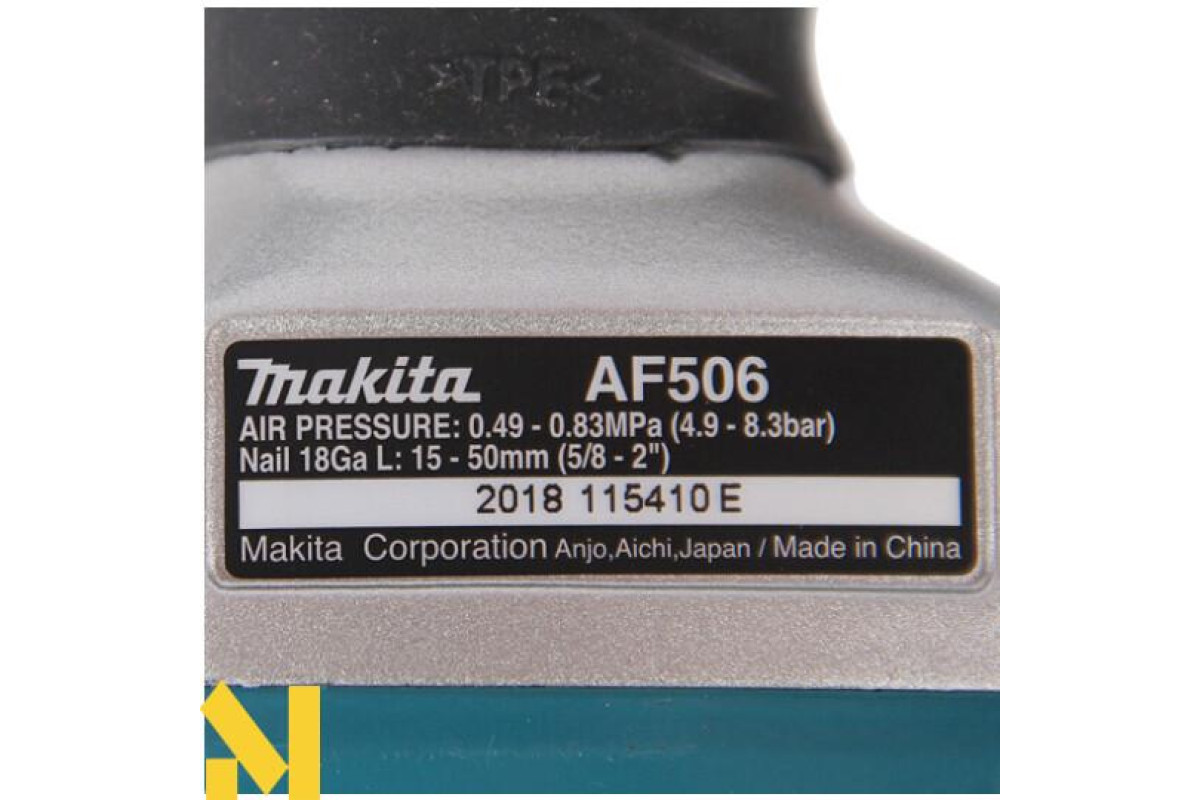 >TPE<
makita AF506
AIR PRESSURE: 0.49 - 0.83MPa (4.9 - 8.3bar)
Nail 18Ga L: 15 - 50mm (5/8 - 2")
2018 115410 E
Makita Corporation Anjo,Aichi,Japan / Made in China